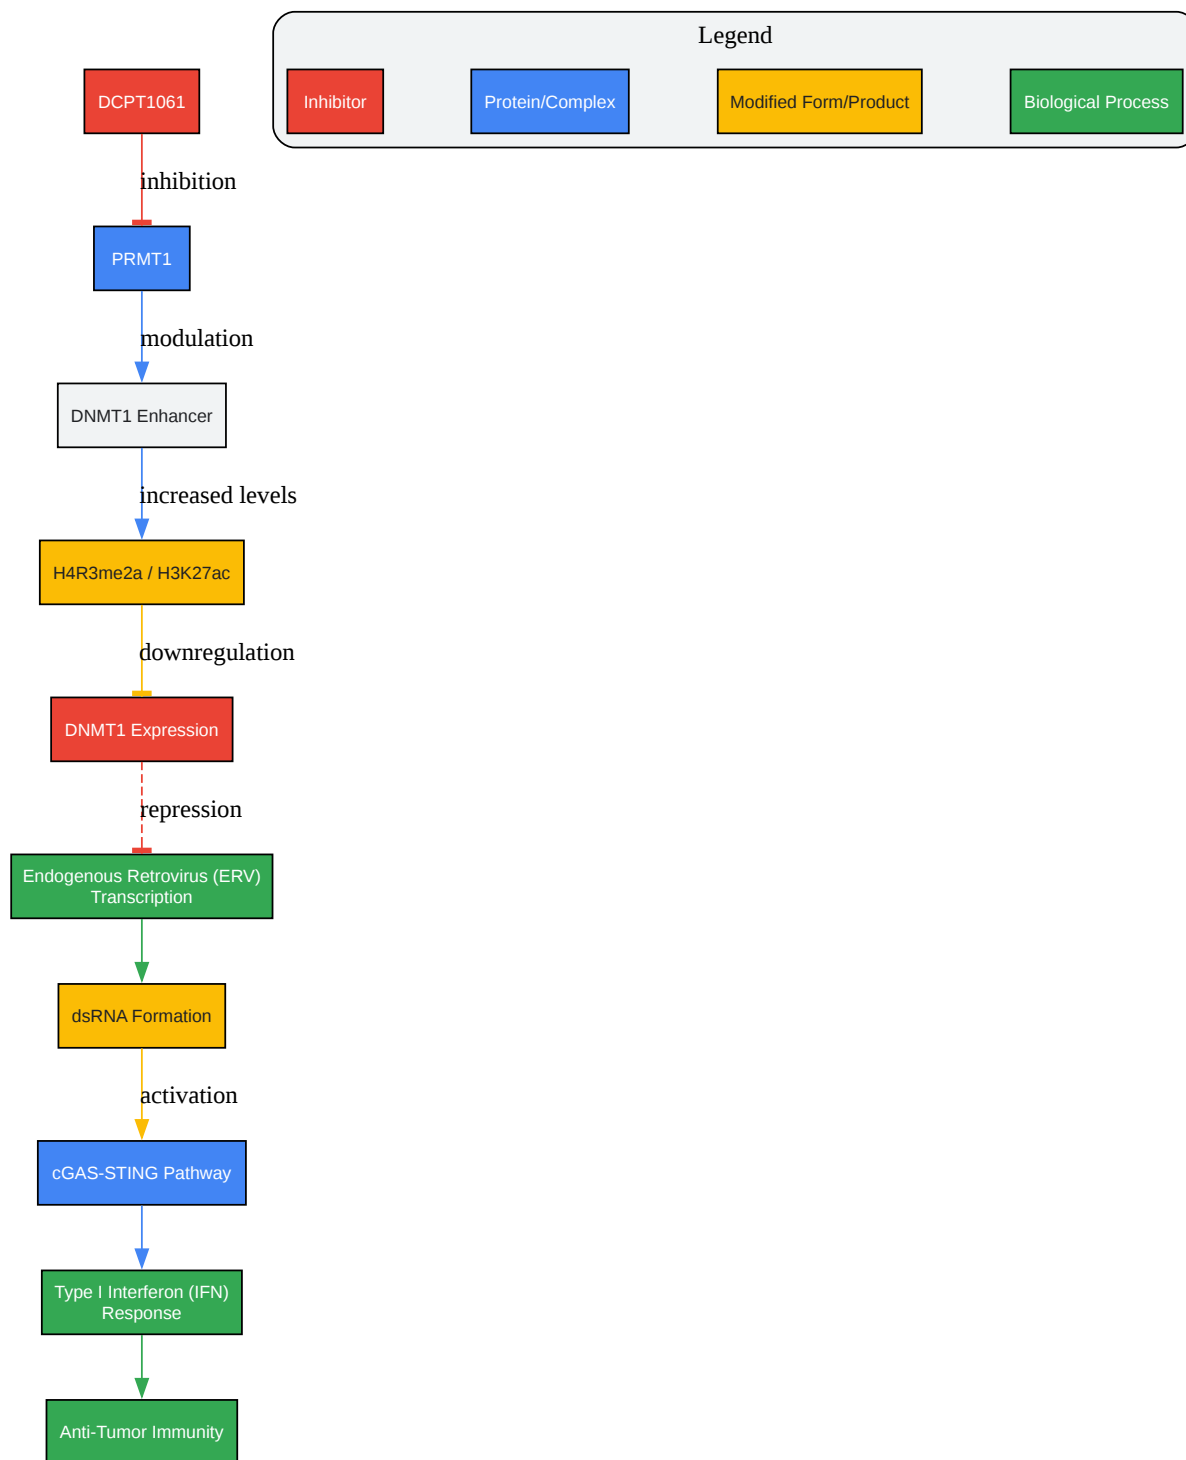 Legend
Inhibitor
Protein/Complex
Modified Form/Product
Biological Process
DCPT1061
inhibition
PRMT1
modulation
DNMT1 Enhancer
increased levels
H4R3me2a / H3K27ac
downregulation
DNMT1 Expression
repression
Endogenous Retrovirus (ERV)
Transcription
dsRNA Formation
activation
cGAS-STING Pathway
Type I Interferon (IFN)
Response
Anti-Tumor Immunity